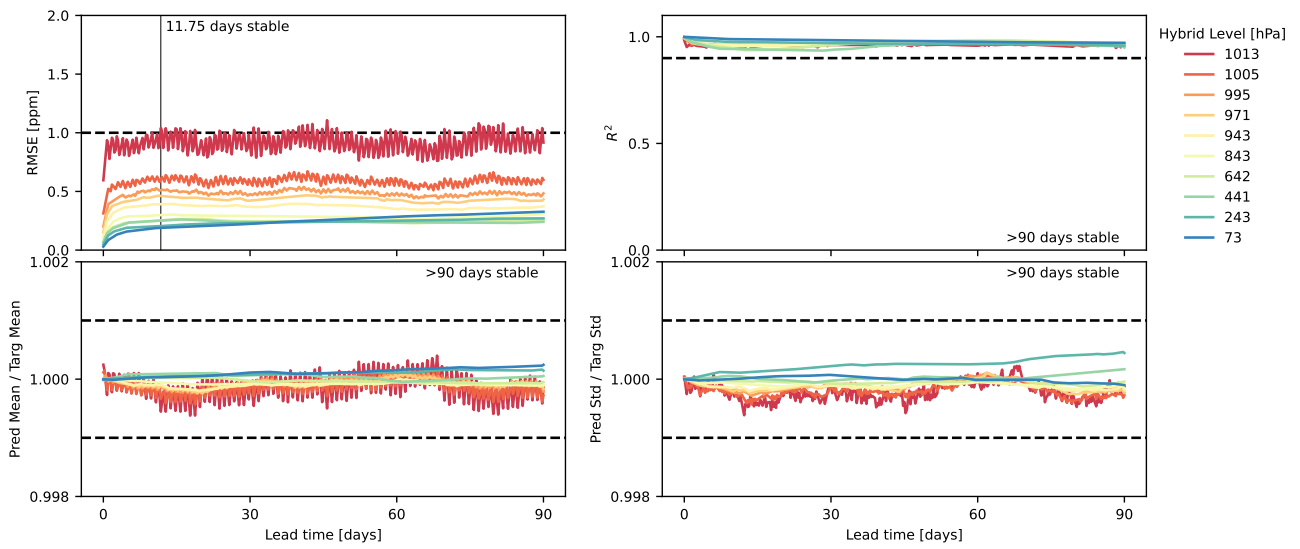 2.0
1.5
1.0
0.5
0.0
RMSE [ppm]
11.75 days stable
1.0
0.5
0.0
R²
>90 days stable
Hybrid Level [hPa]
1013
1005
995
971
943
843
642
441
243
73
1.002
1.000
0.998
Pred Mean / Targ Mean
>90 days stable
0
30
60
90
Lead time [days]
1.002
1.000
0.998
Pred Std / Targ Std
>90 days stable
0
30
60
90
Lead time [days]